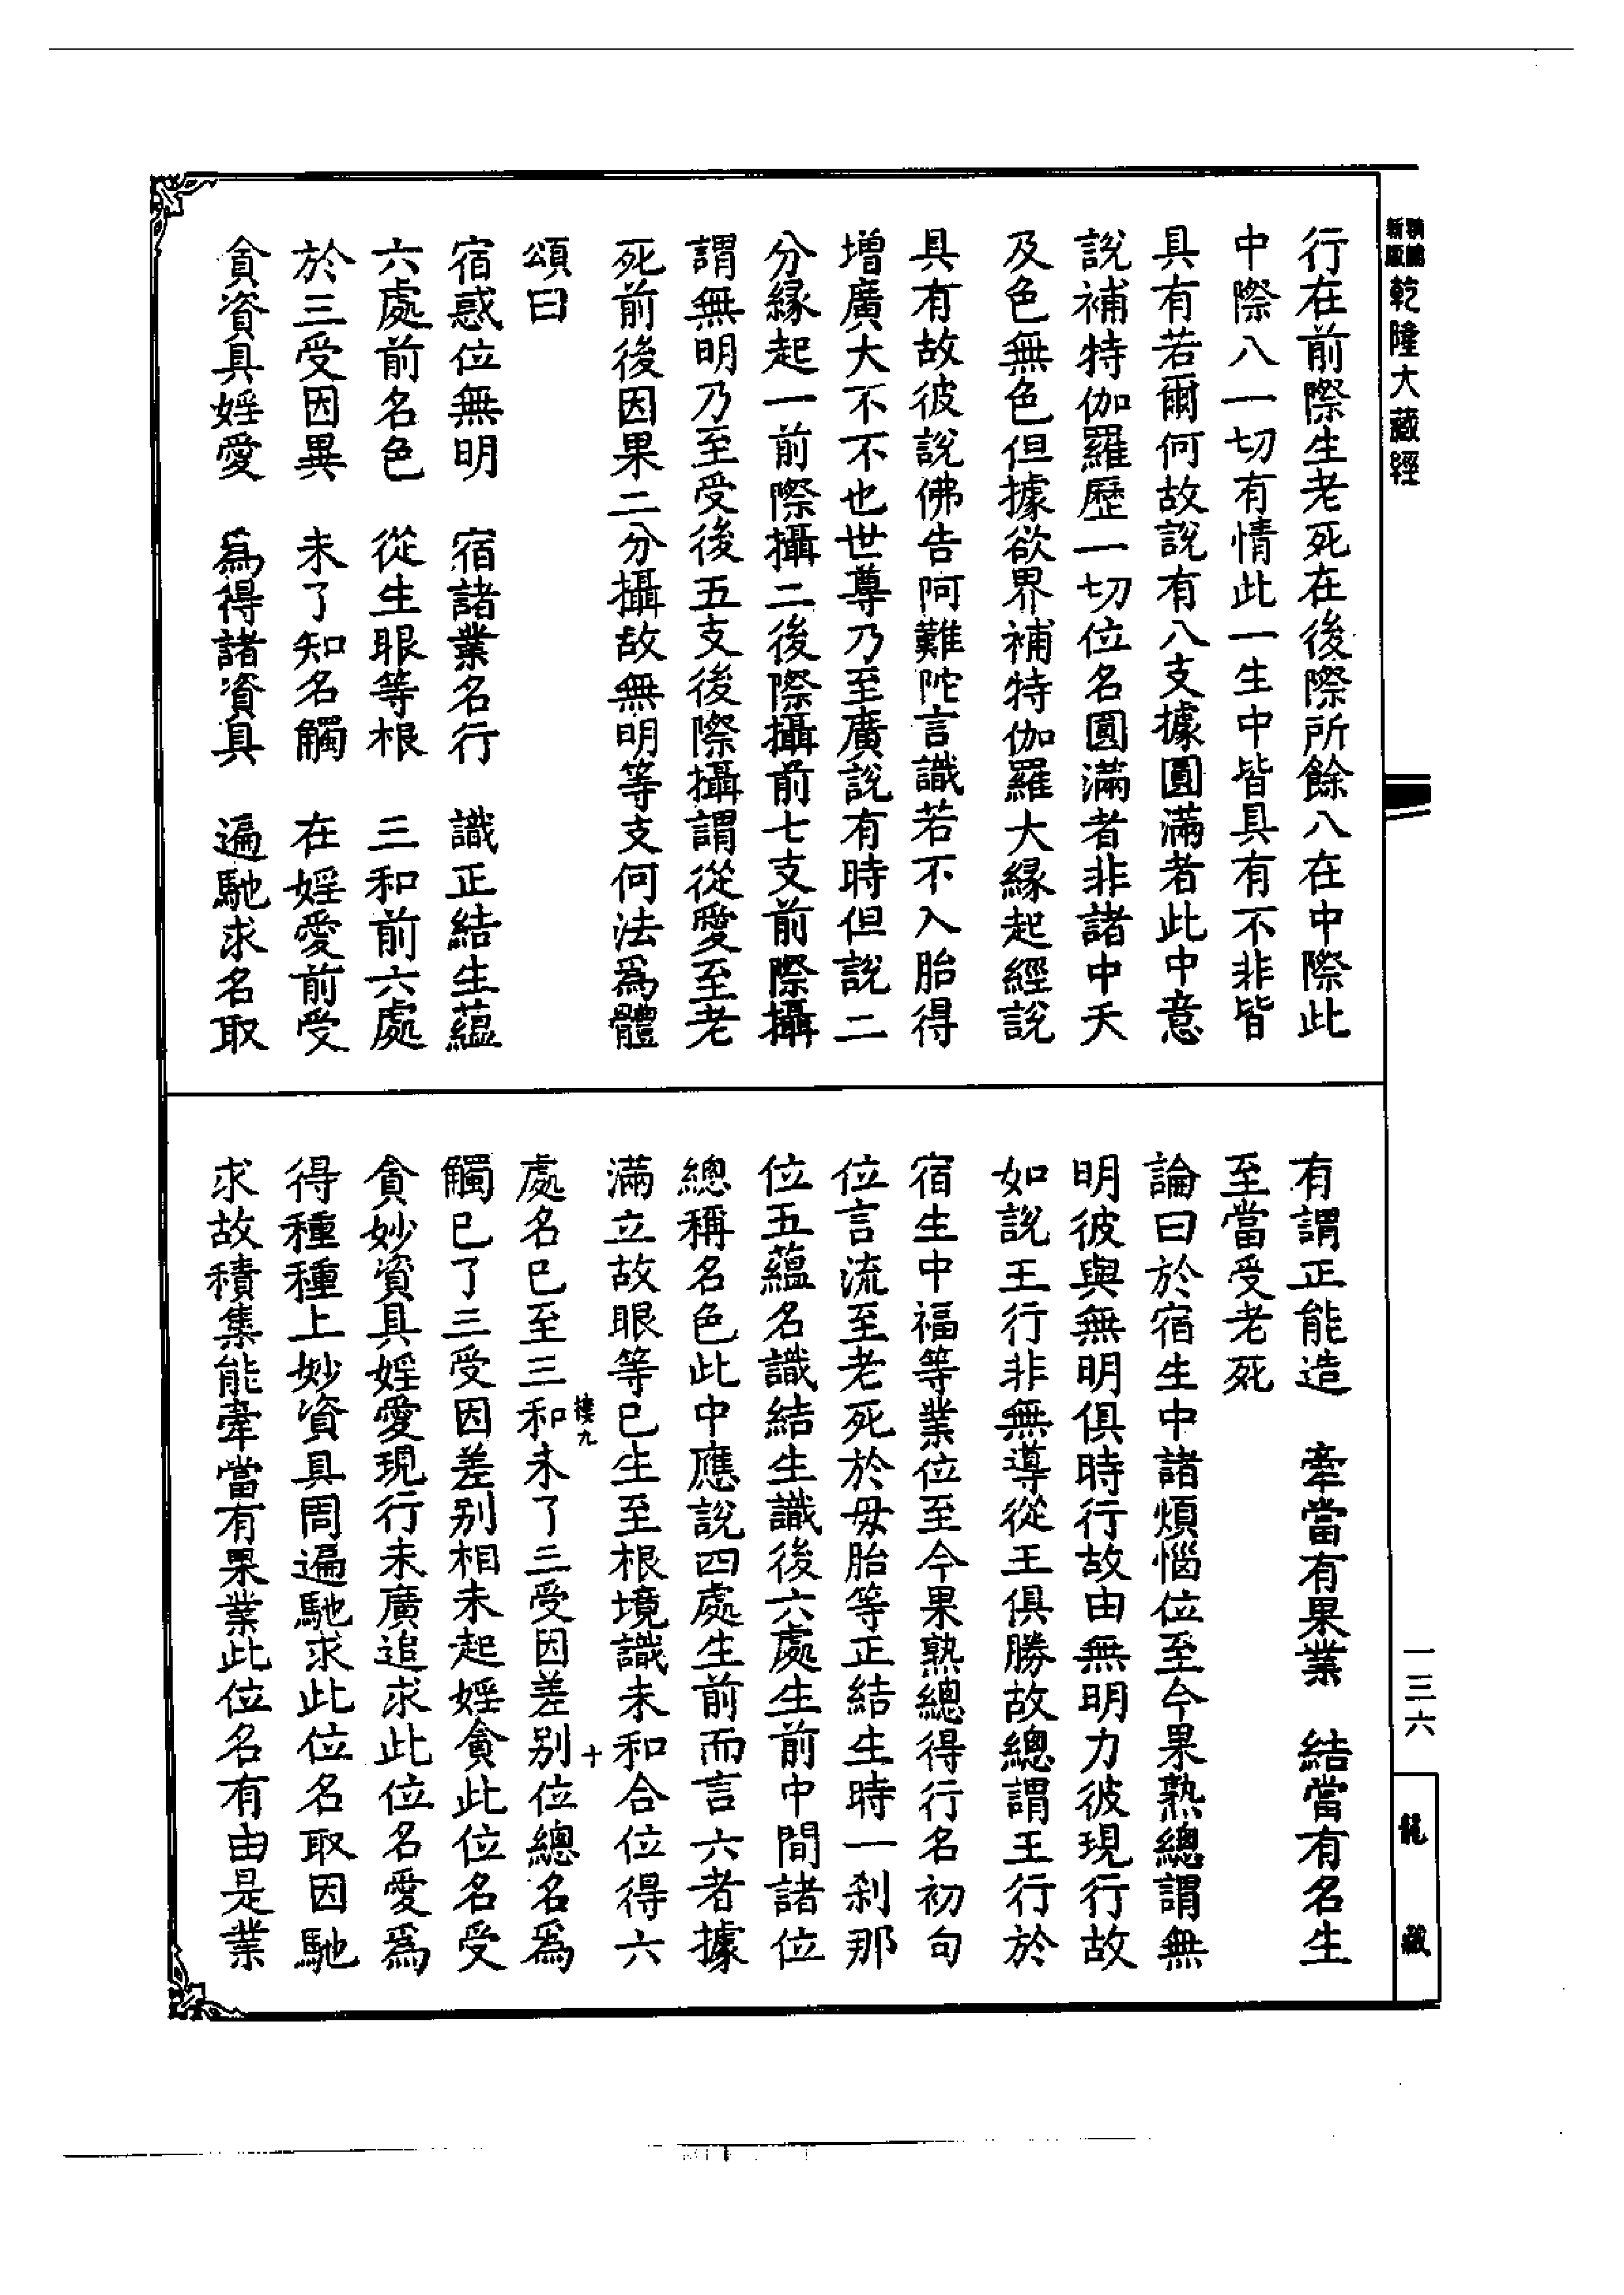 新版 乾隆大藏經
行在前際生老死在後際所餘八在中際此
中際八一切有情此一生中皆具有不非皆
具有若爾何故說有八支據圓滿者此中意
說補特伽羅歷一切位名圓滿者非諸中夭
及色無色但據欲界補特伽羅大緣起經說
具有故彼說佛告阿難陀言識若不入胎得
增廣大不不也世尊乃至廣說有時但說二
分緣起一前際攝二後際攝前七支前際攝
謂無明乃至受後五支後際攝謂從愛至老
死前後因果二分攝故無明等支何法爲體
頌曰
宿惑位無明 宿諸業名行 識正結生蘊
六處前名色 從生眼等根 三和前六處
於三受因異 未了知名觸 在婬愛前受
貪資具婬愛 爲得諸資具 遍馳求名取
有謂正能造 牽當有果業 結當有名生
至當受老死
論曰於宿生中諸煩惱位至今果熟總謂無
明彼與無明俱時行故由無明力彼現行故
如說王行非無導從王俱勝故總謂王行於
宿生中福等業位至今果熟總得行名初句
位言流至老死於母胎等正結生時一刹那
位五蘊名識結生識後六處生前中間諸位
總稱名色此中應說四處生前而言六者據
滿立故眼等已生至根境識未和合位得六
處名已至三和未了三受因差別位總名爲
觸已了三受因差別相未起婬貪此位名受
貪妙資具婬愛現行未廣追求此位名愛爲
得種種上妙資具周遍馳求此位名取因馳
求故積集能牽當有果業此位名有由是業
樓九
十
一三六
龍藏